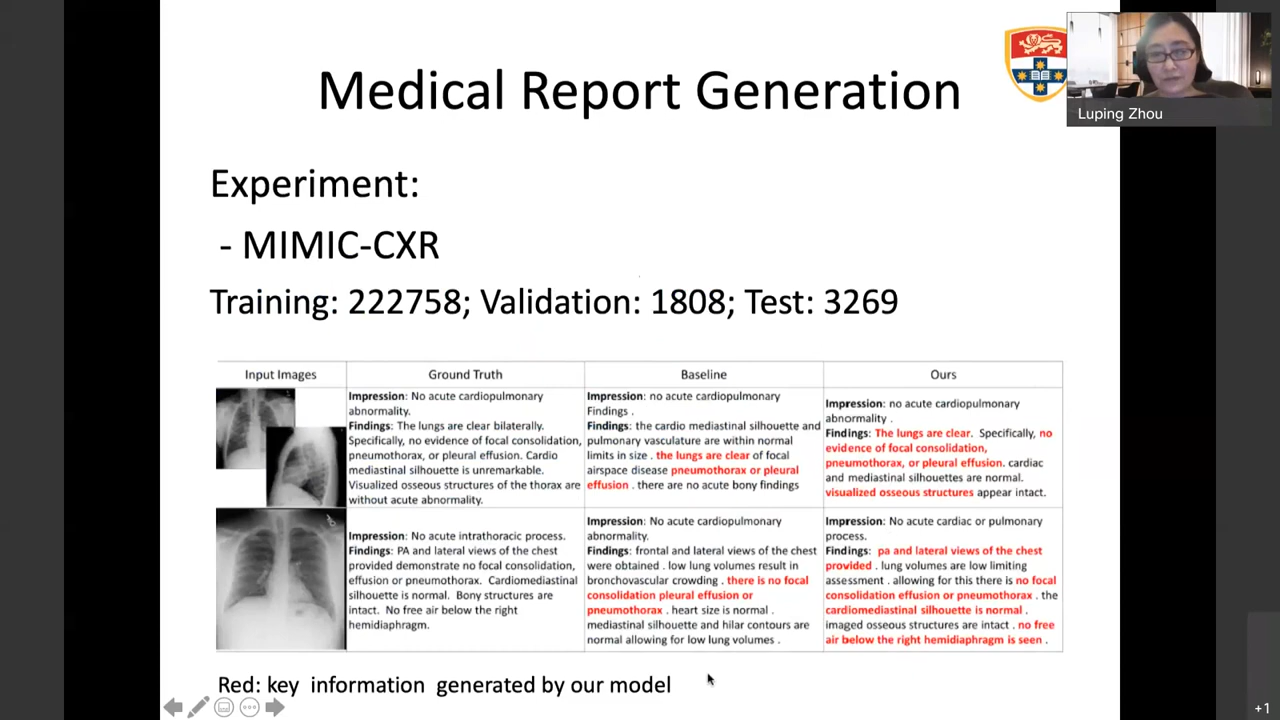 Medical Report Generation
Luping Zhou
Experiment:
- MIMIC-CXR
Training: 222758; Validation: 1808; Test: 3269
Input Images
Ground Truth
Baseline
Ours
Impression: No acute cardiopulmonary
abnormality.
Findings: The lungs are clear bilaterally.
Specifically, no evidence of focal consolidation,
pneumothorax, or pleural effusion. Cardio
mediastinal silhouette is unremarkable.
Visualized osseous structures of the thorax are
without acute abnormality.
Impression: no acute cardiopulmonary
Findings .
Findings: the cardio mediastinal silhouette and
pulmonary vasculature are within normal
limits in size . the lungs are clear of focal
airspace disease pneumothorax or pleural
effusion . there are no acute bony findings
Impression: no acute cardiopulmonary
abnormality .
Findings: The lungs are clear. Specifically, no
evidence of focal consolidation,
pneumothorax, or pleural effusion. cardiac
and mediastinal silhouettes are normal.
visualized osseous structures appear intact.
Impression: No acute intrathoracic process.
Findings: PA and lateral views of the chest
provided demonstrate no focal consolidation,
effusion or pneumothorax. Cardiomediastinal
silhouette is normal. Bony structures are
intact. No free air below the right
hemidiaphragm.
Impression: No acute cardiopulmonary
abnormality.
Findings: frontal and lateral views of the chest
were obtained . low lung volumes result in
bronchovascular crowding . there is no focal
consolidation pleural effusion or
pneumothorax . heart size is normal .
mediastinal silhouette and hilar contours are
normal allowing for low lung volumes .
Impression: No acute cardiac or pulmonary
process.
Findings: pa and lateral views of the chest
provided . lung volumes are low limiting
assessment . allowing for this there is no focal
consolidation effusion or pneumothorax . the
cardiomediastinal silhouette is normal .
imaged osseous structures are intact . no free
air below the right hemidiaphragm is seen .
Red: key information generated by our model
+1